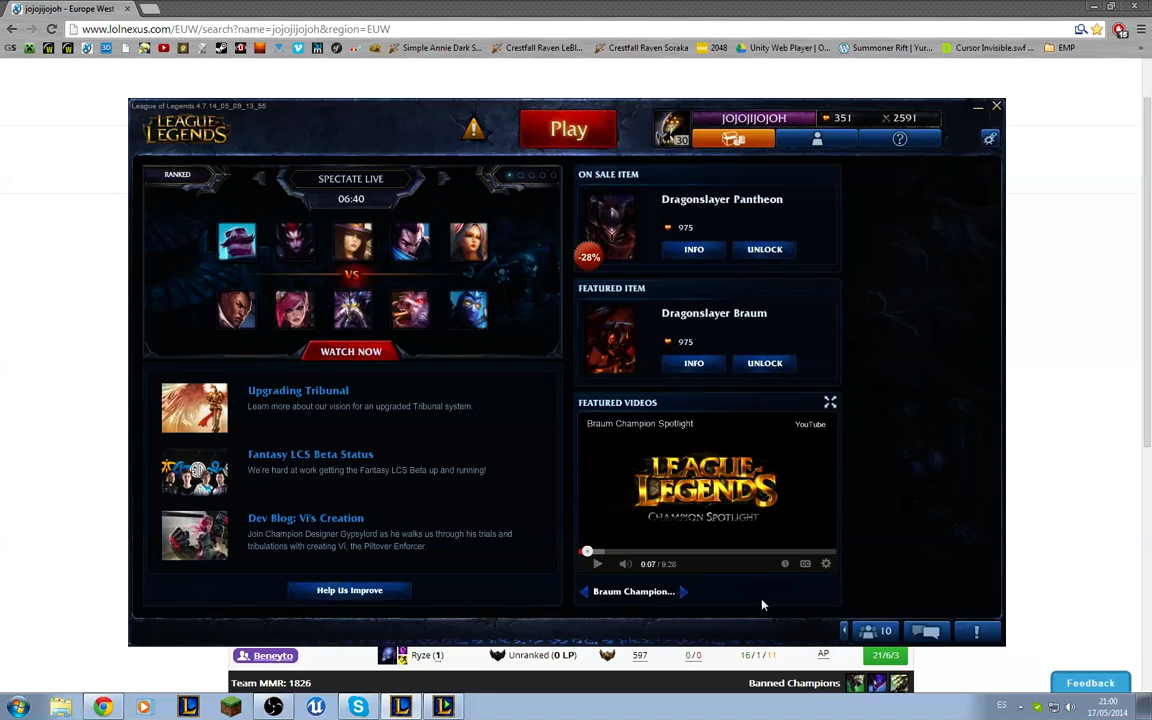 jojojijojoh - Europe West
www.lolnexus.com/EUW/search?name=jojojijojoh&region=EUW
GS
3D
Simple Annie Dark S...
Crestfall Raven LeBl...
Crestfall Raven Soraka
2048
Unity Web Player | O...
Summoner Rift | Yur...
Cursor Invisible.swf ...
EMP
League of Legends 4.7.14_05_09_13_55
LEAGUE OF LEGENDS
Play
30
JOJOJIJOJOH
351
2591
RANKED
SPECTATE LIVE
06:40
VS
WATCH NOW
ON SALE ITEM
Dragonslayer Pantheon
975
-28%
INFO
UNLOCK
FEATURED ITEM
Dragonslayer Braum
975
INFO
UNLOCK
Upgrading Tribunal
Learn more about our vision for an upgraded Tribunal system.
Fantasy LCS Beta Status
We're hard at work getting the Fantasy LCS Beta up and running!
Dev Blog: Vi's Creation
Join Champion Designer Gypsylord as he walks us through his trials and
tribulations with creating Vi, the Piltover Enforcer.
Help Us Improve
FEATURED VIDEOS
Braum Champion Spotlight
YouTube
LEAGUE OF LEGENDS
CHAMPION SPOTLIGHT
0:07 / 9:28
CC
Braum Champion...
10
Beneyto
Ryze (1)
Unranked (0 LP)
597
0/0
16/1/11
AP
21/6/3
Team MMR: 1826
Banned Champions
Feedback
ES
21:00
17/05/2014